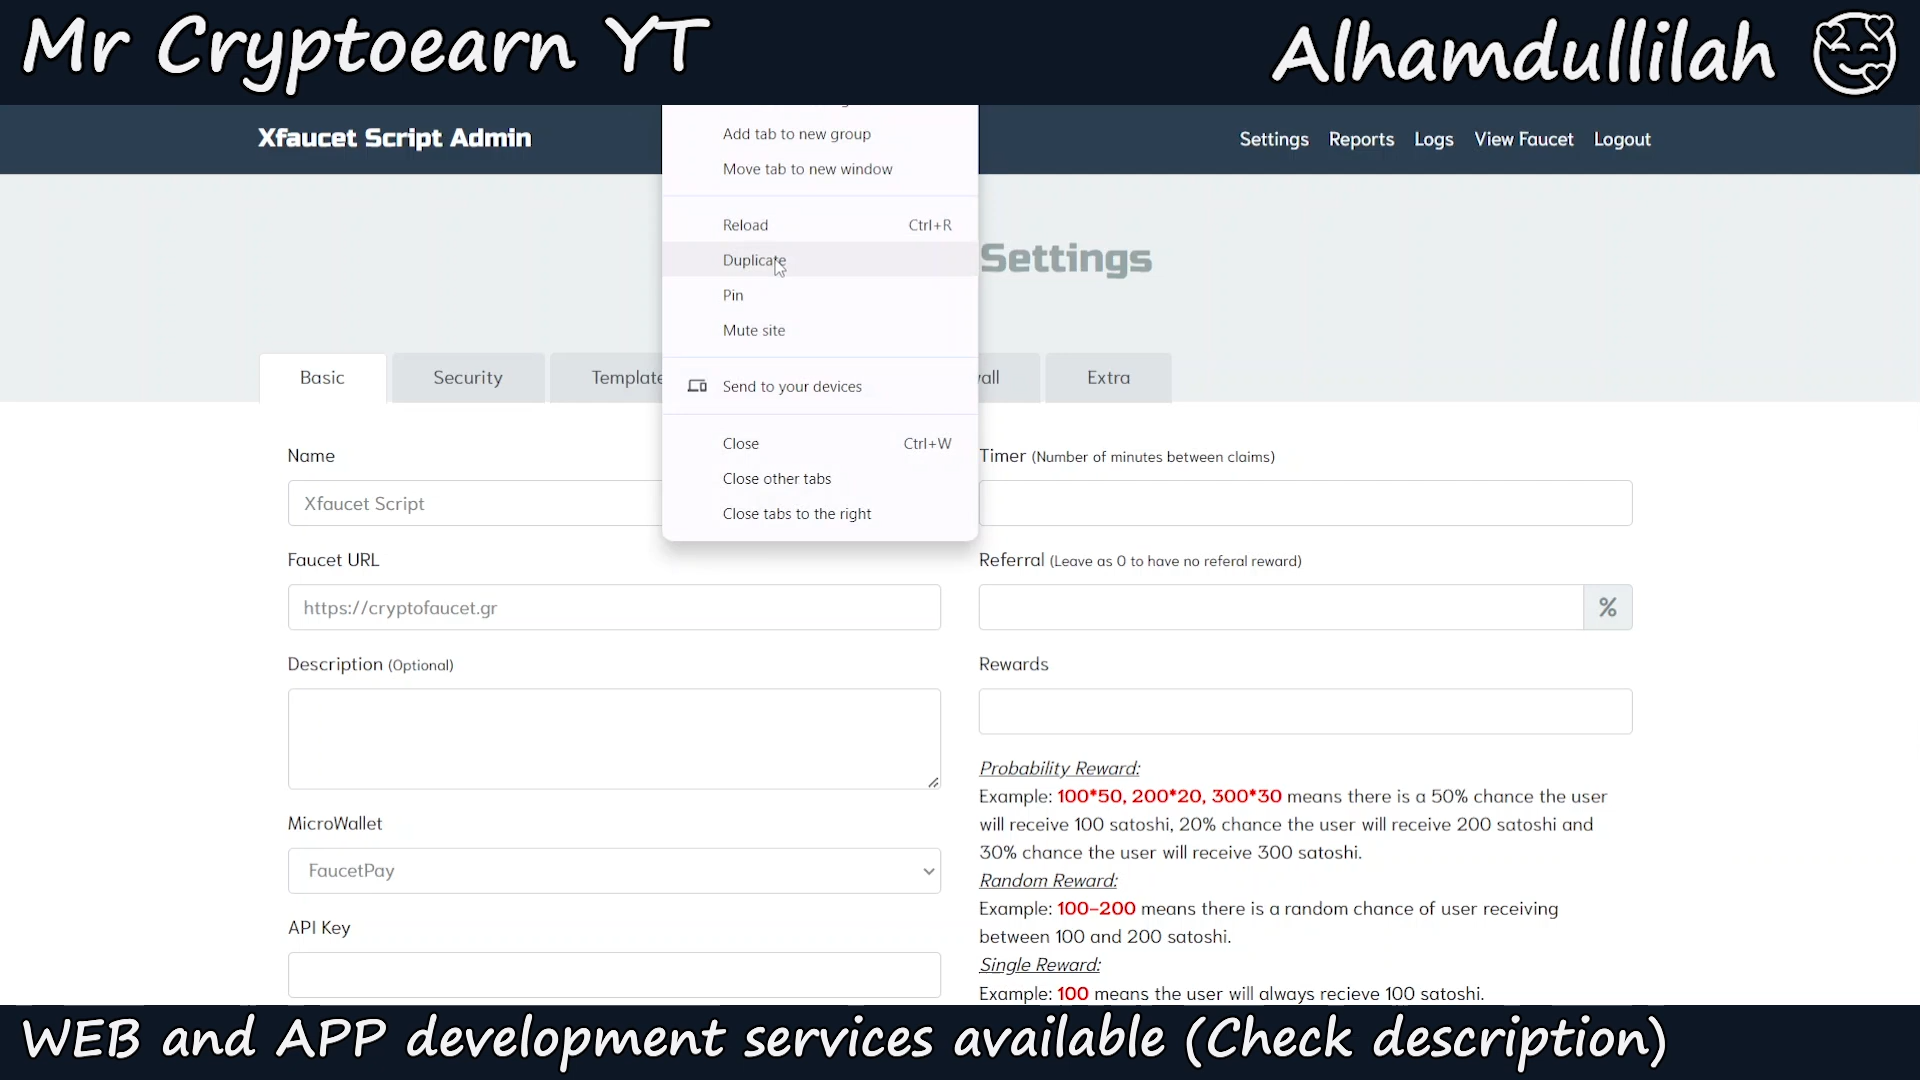 Mr Cryptoearn YT
Alhamdullilah
Xfaucet Script Admin
Settings
Reports
Logs
View Faucet
Logout
Add tab to new group
Move tab to new window
Reload Ctrl+R
Duplicate
Pin
Mute site
Send to your devices
Close Ctrl+W
Close other tabs
Close tabs to the right
Settings
Basic
Security
Template
all
Extra
Name
Xfaucet Script
Faucet URL
https://cryptofaucet.gr
Description (Optional)
MicroWallet
FaucetPay
API Key
Timer (Number of minutes between claims)
Referral (Leave as 0 to have no referal reward)
%
Rewards
Probability Reward:
Example: 100*50, 200*20, 300*30 means there is a 50% chance the user
will receive 100 satoshi, 20% chance the user will receive 200 satoshi and
30% chance the user will receive 300 satoshi.
Random Reward:
Example: 100-200 means there is a random chance of user receiving
between 100 and 200 satoshi.
Single Reward:
Example: 100 means the user will always recieve 100 satoshi.
WEB and APP development services available (Check description)